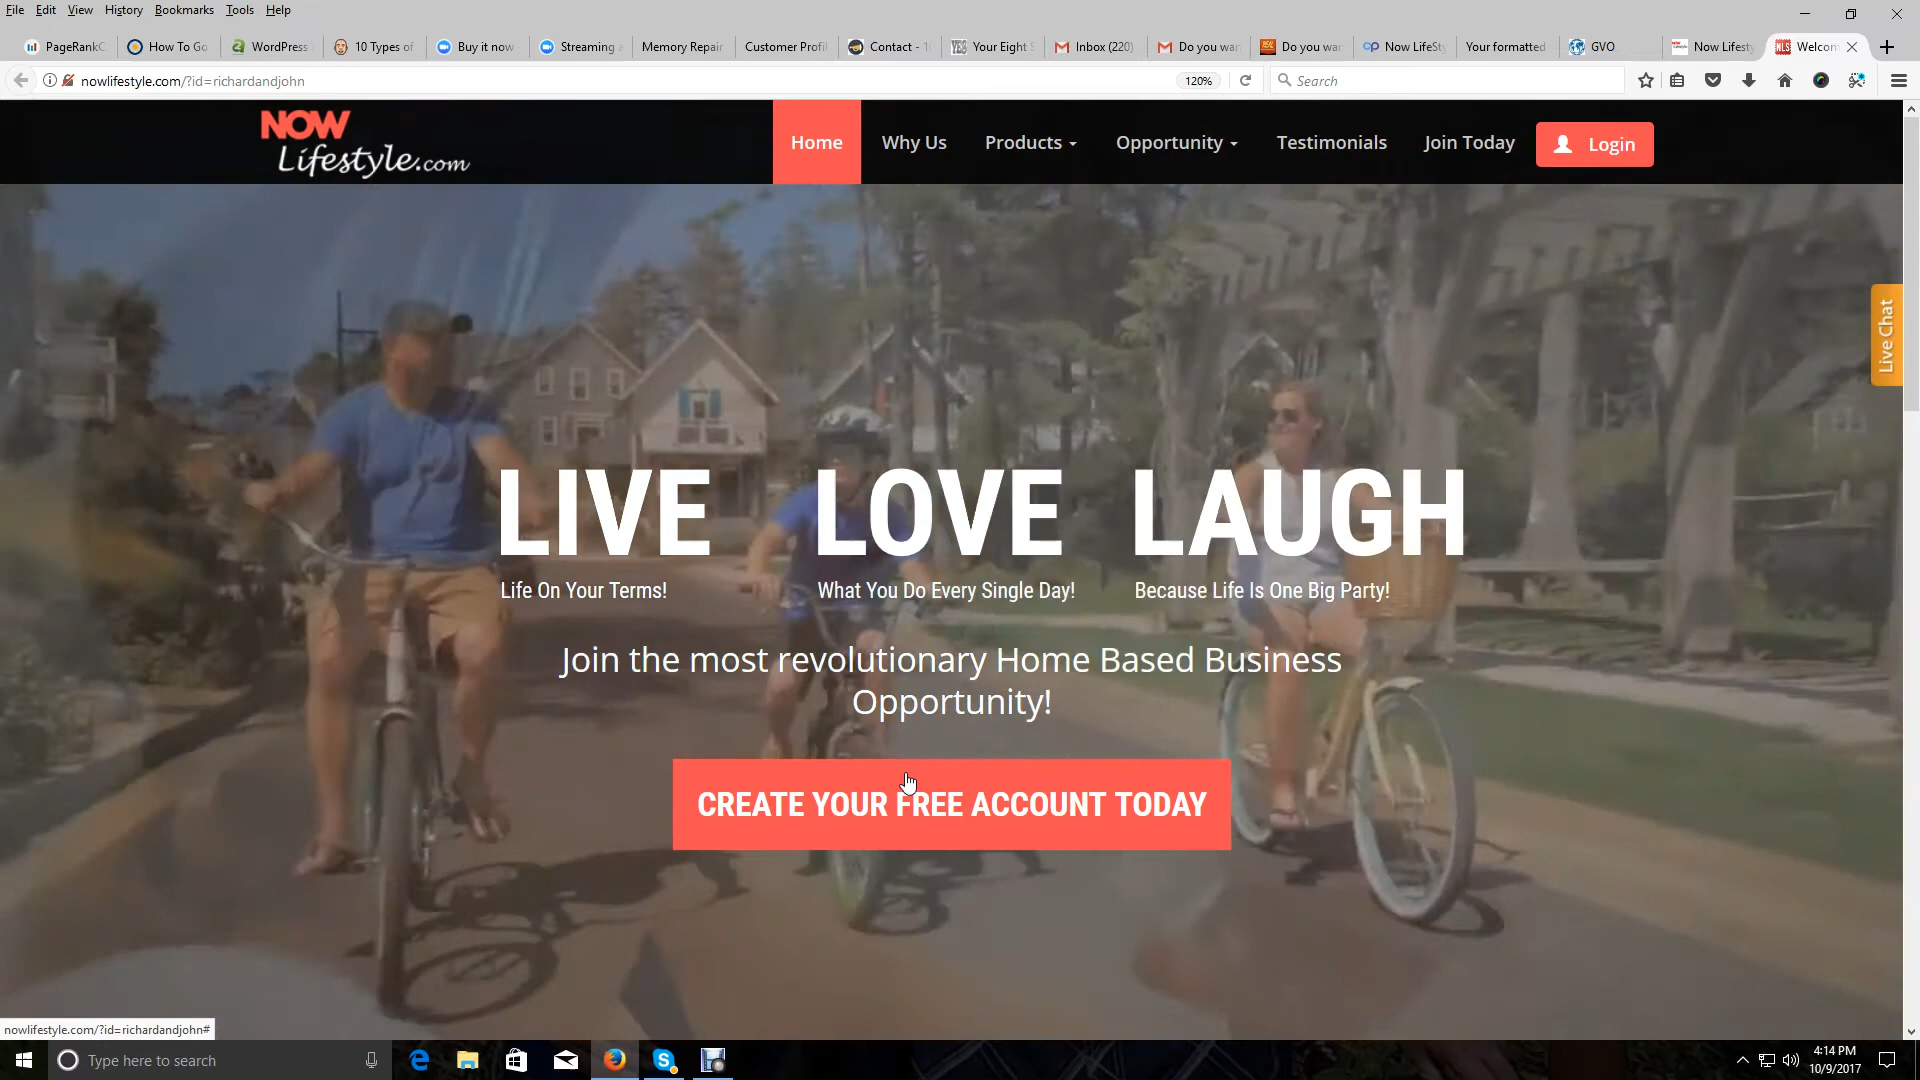 File Edit View History Bookmarks Tools Help
PageRankC How To Go WordPress 10 Types of Buy it now Streaming a Memory Repair Customer Profil Contact - 1 Your Eight S Inbox (220) Do you wan Do you wan Now LifeSt Your formatted GVO Now Lifest Welcom
nowlifestyle.com/?id=richardandjohn 120% Search
NOW
Lifestyle.com
Home Why Us Products Opportunity Testimonials Join Today Login
Live Chat
LIVE LOVE LAUGH
Life On Your Terms! What You Do Every Single Day! Because Life Is One Big Party!
Join the most revolutionary Home Based Business
Opportunity!
CREATE YOUR FREE ACCOUNT TODAY
nowlifestyle.com/?id=richardandjohn#
Type here to search
4:14 PM
10/9/2017